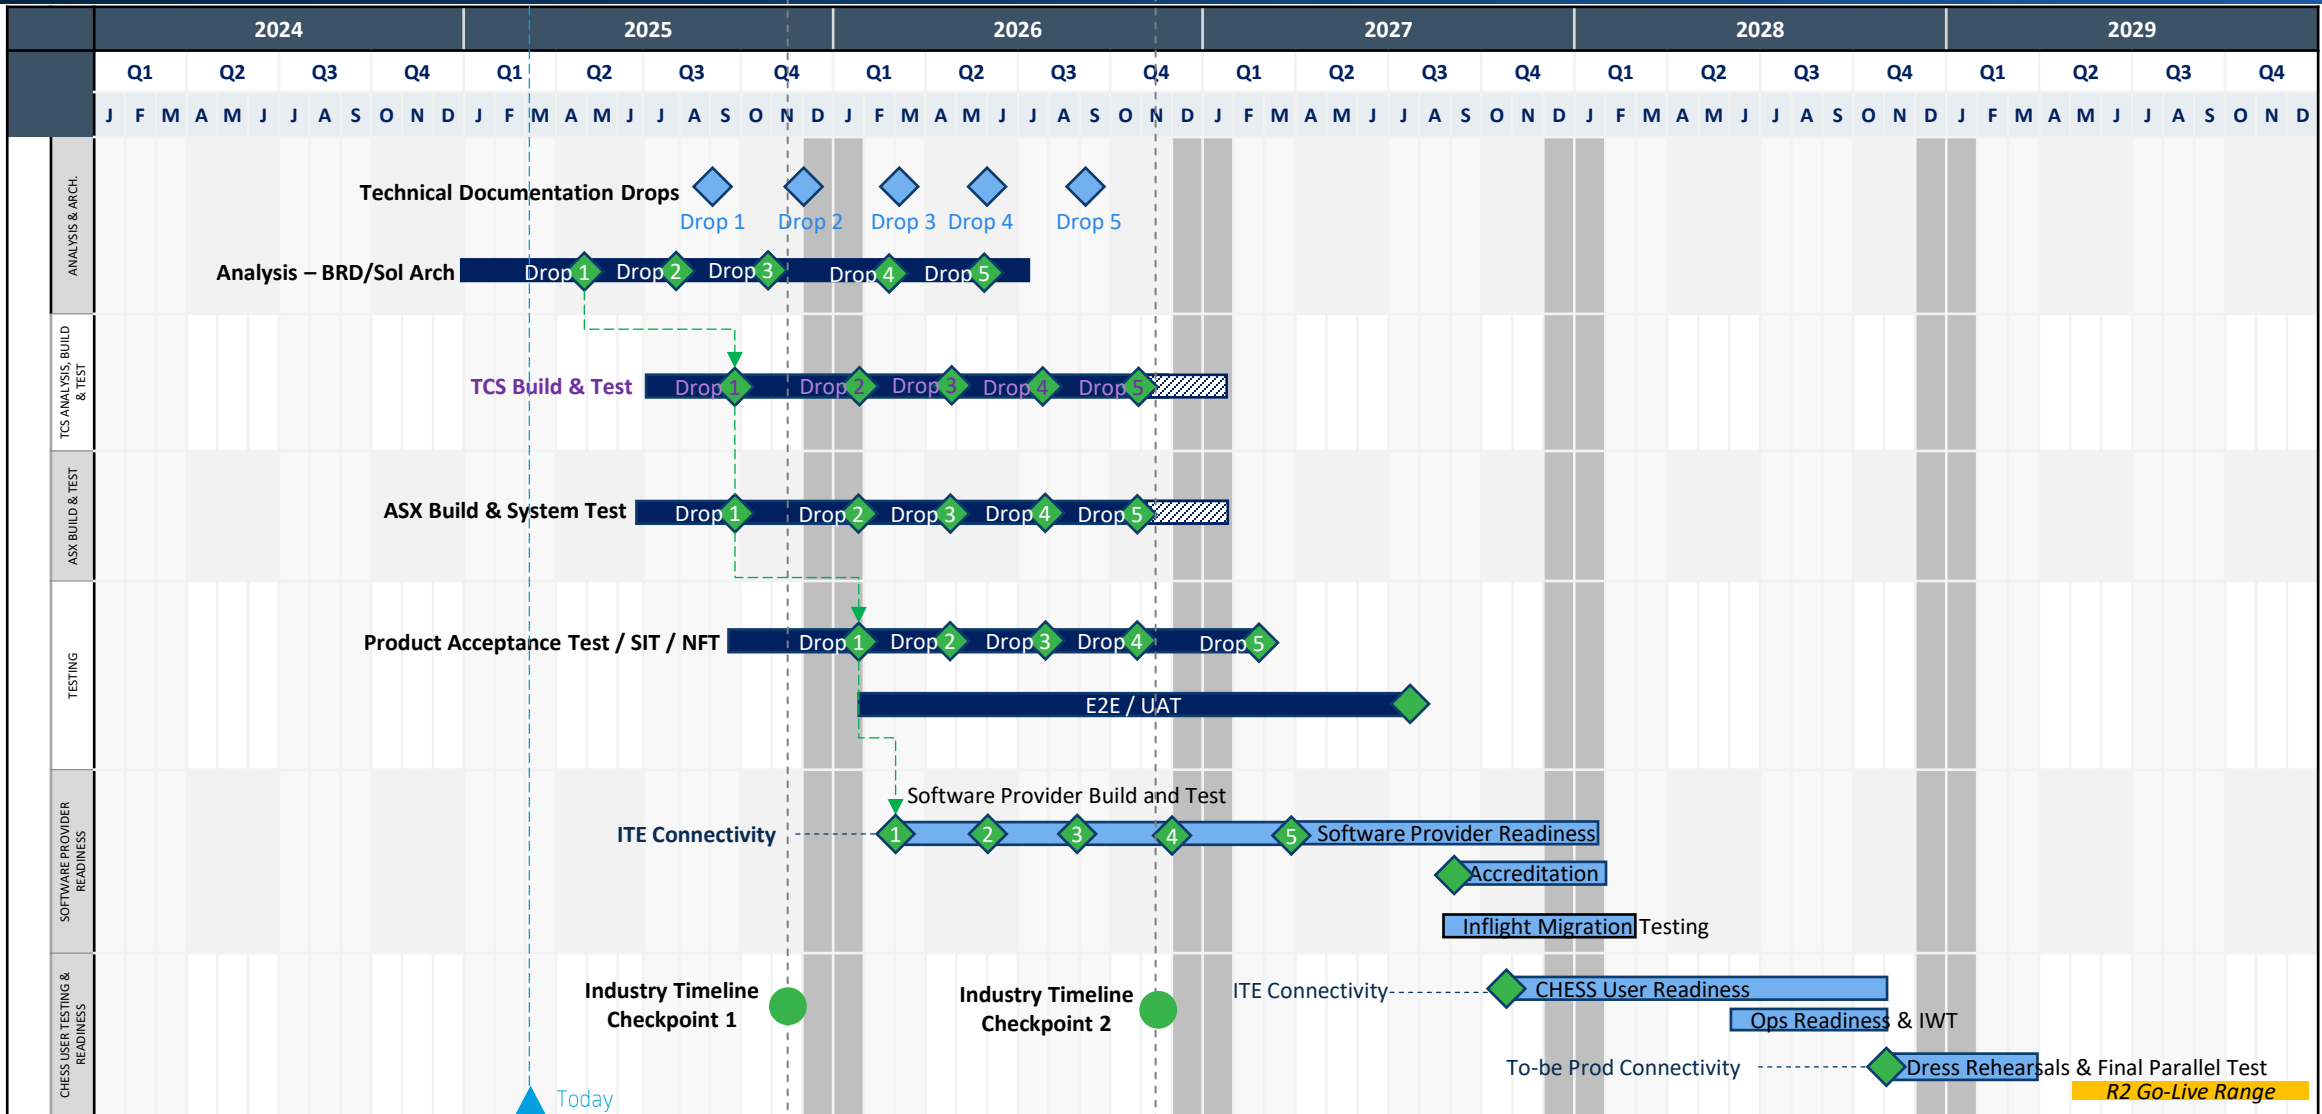 2024 2025 2026 2027 2028 2029
Q1 Q2 Q3 Q4 Q1 Q2 Q3 Q4 Q1 Q2 Q3 Q4 Q1 Q2 Q3 Q4 Q1 Q2 Q3 Q4 Q1 Q2 Q3 Q4
J F M A M J J A S O N D J F M A M J J A S O N D J F M A M J J A S O N D J F M A M J J A S O N D J F M A M J J A S O N D J F M A M J J A S O N D
ANALYSIS & ARCH.
Technical Documentation Drops
Drop 1 Drop 2 Drop 3 Drop 4 Drop 5
Analysis – BRD/Sol Arch Drop 1 Drop 2 Drop 3 Drop 4 Drop 5
TCS ANALYSIS, BUILD
& TEST
TCS Build & Test Drop 1 Drop 2 Drop 3 Drop 4 Drop 5
ASX BUILD & TEST
ASX Build & System Test Drop 1 Drop 2 Drop 3 Drop 4 Drop 5
TESTING
Product Acceptance Test / SIT / NFT Drop 1 Drop 2 Drop 3 Drop 4 Drop 5
E2E / UAT
SOFTWARE PROVIDER
READINESS
Software Provider Build and Test
ITE Connectivity 1 2 3 4 5 Software Provider Readiness
Accreditation
Inflight Migration Testing
CHESS USER TESTING &
READINESS
Industry Timeline
Checkpoint 1
Industry Timeline
Checkpoint 2
ITE Connectivity CHESS User Readiness
Ops Readiness & IWT
To-be Prod Connectivity Dress Rehearsals & Final Parallel Test
R2 Go-Live Range
Today